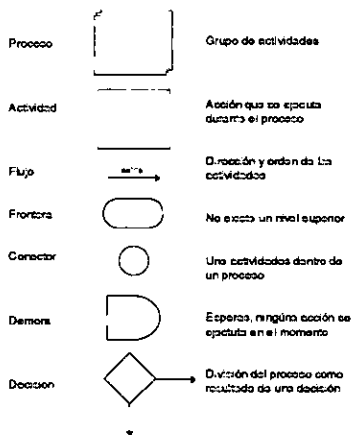 Proceso
Grupo de actividades
Actividad
Acción que se ejecuta
durante el proceso
Flujo
Dirección y orden de las
actividades
Frontera
No existe un nivel superior
Conector
Une actividades dentro de
un proceso
Demora
Esperas, ningúna acción se
ejecuta en el momento
Decision
División del proceso como
resultado de una decisión